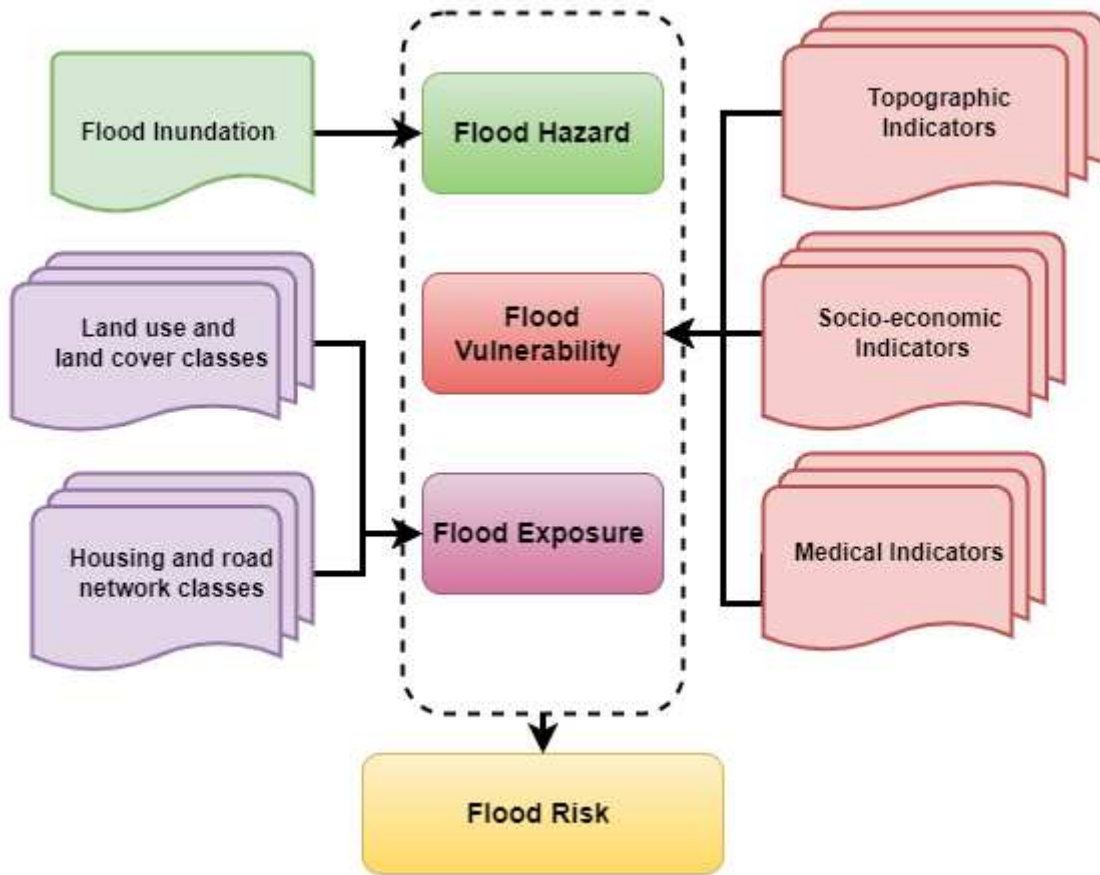 Flood Inundation
Flood Hazard
Topographic
Indicators
Land use and
land cover classes
Flood
Vulnerability
Socio-economic
Indicators
Housing and road
network classes
Flood Exposure
Medical Indicators
Flood Risk